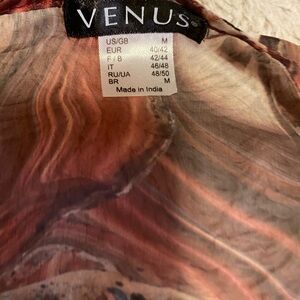 VENUS
US/GB M
EUR 40/42
F / B 42/44
IT 46/48
RU/UA 48/50
BR M
Made in India